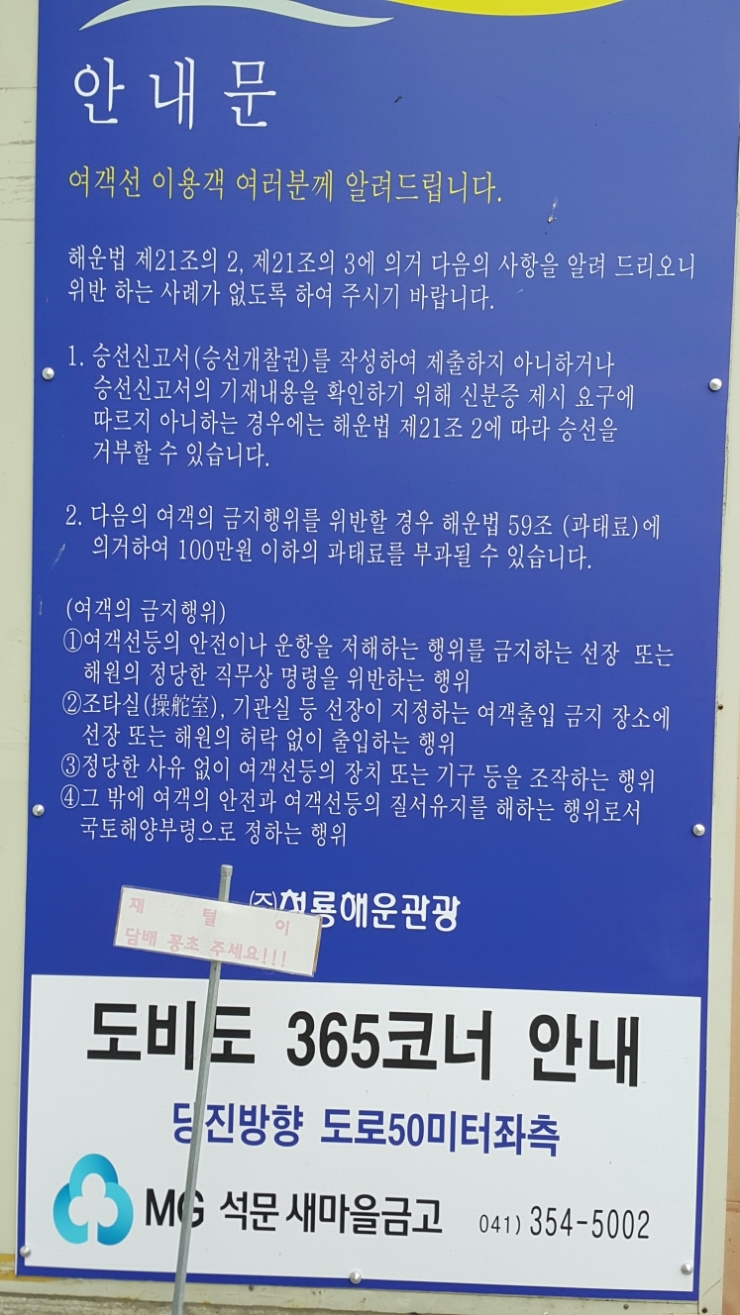 안내문
여객선 이용객 여러분께 알려드립니다.
해운법 제21조의 2, 제21조의 3에 의거 다음의 사항을 알려 드리오니
위반 하는 사례가 없도록 하여 주시기 바랍니다.
1. 승선신고서(승선개찰권)를 작성하여 제출하지 아니하거나
승선신고서의 기재내용을 확인하기 위해 신분증 제시 요구에
따르지 아니하는 경우에는 해운법 제21조 2에 따라 승선을
거부할 수 있습니다.
2. 다음의 여객의 금지행위를 위반할 경우 해운법 59조 (과태료)에
의거하여 100만원 이하의 과태료를 부과될 수 있습니다.
(여객의 금지행위)
①여객선등의 안전이나 운항을 저해하는 행위를 금지하는 선장 또는
해원의 정당한 직무상 명령을 위반하는 행위
②조타실(操舵室), 기관실 등 선장이 지정하는 여객출입 금지 장소에
선장 또는 해원의 허락 없이 출입하는 행위
③정당한 사유 없이 여객선등의 장치 또는 기구 등을 조작하는 행위
④그 밖에 여객의 안전과 여객선등의 질서유지를 해하는 행위로서
국토해양부령으로 정하는 행위
㈜청룡해운관광
재 털 이
담배 꽁초 주세요!!!
도비도 365코너 안내
당진방향 도로50미터좌측
MG 석문 새마을금고 041) 354-5002